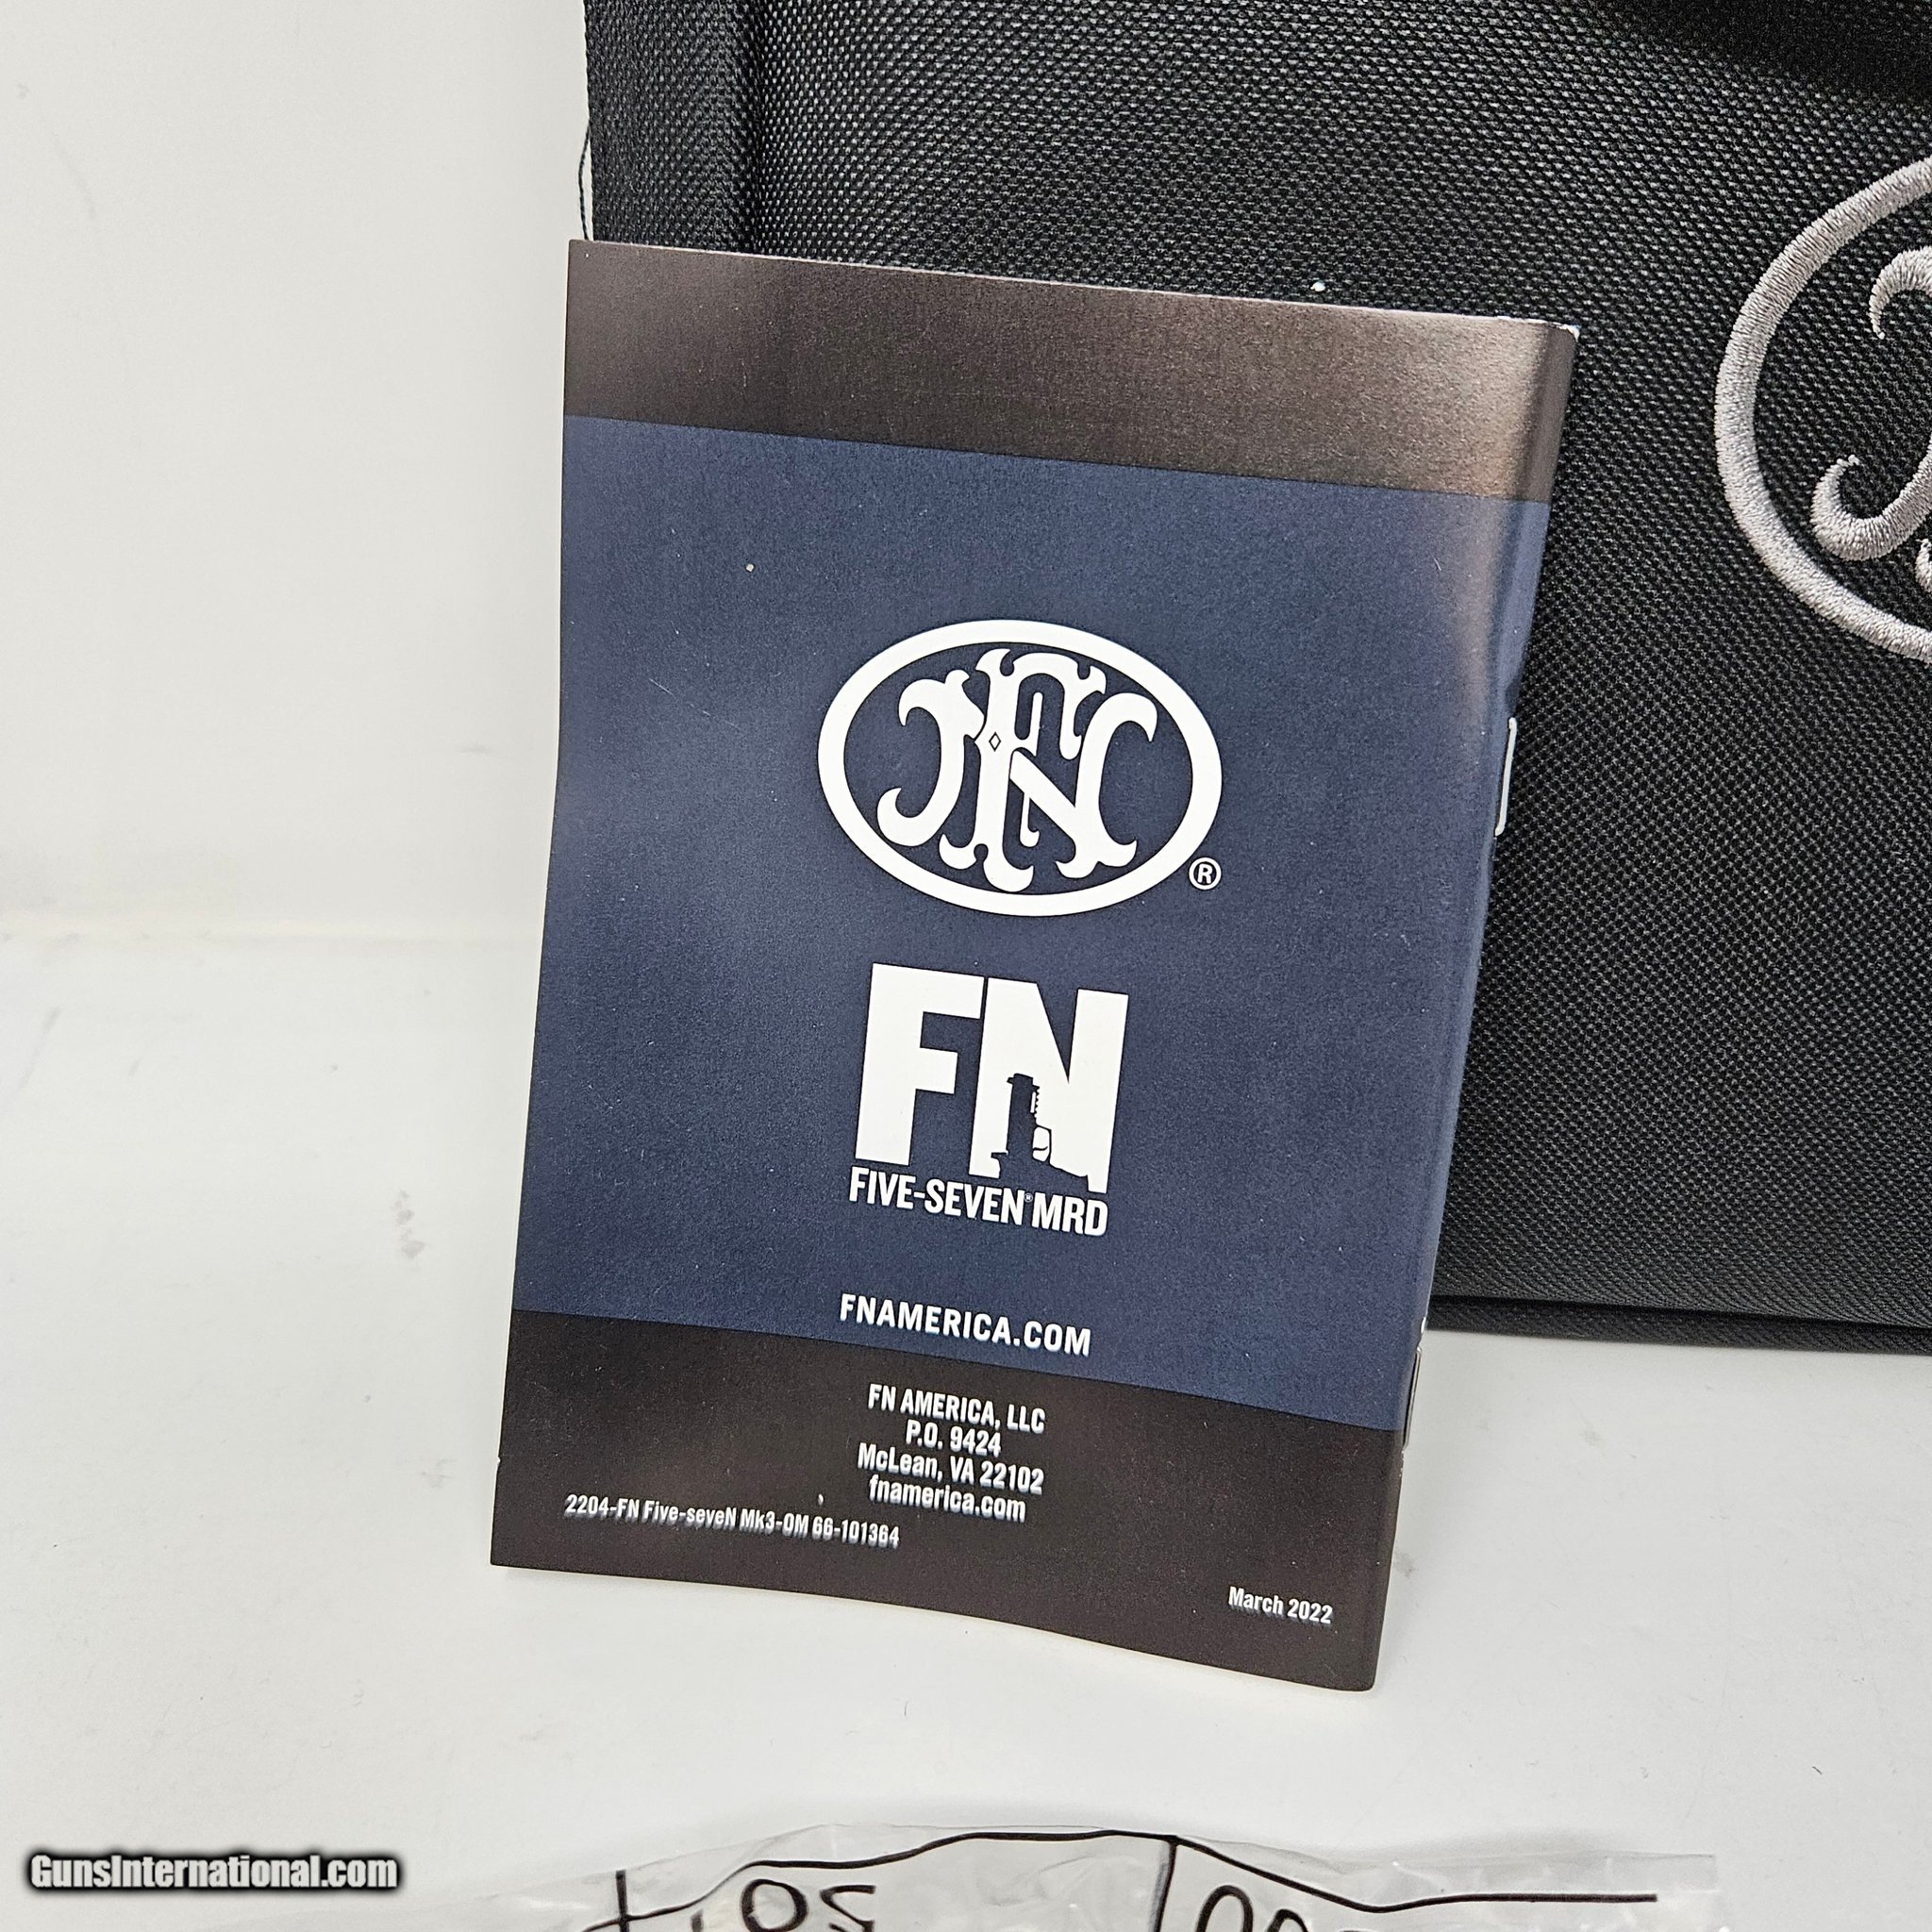 FN
®
FN
FIVE-SEVEN® MRD
FNAMERICA.COM
FN AMERICA, LLC
P.O. 9424
McLean, VA 22102
fnamerica.com
2204-FN Five-seveN Mk3-OM 66-101364
March 2022
GunsInternational.com